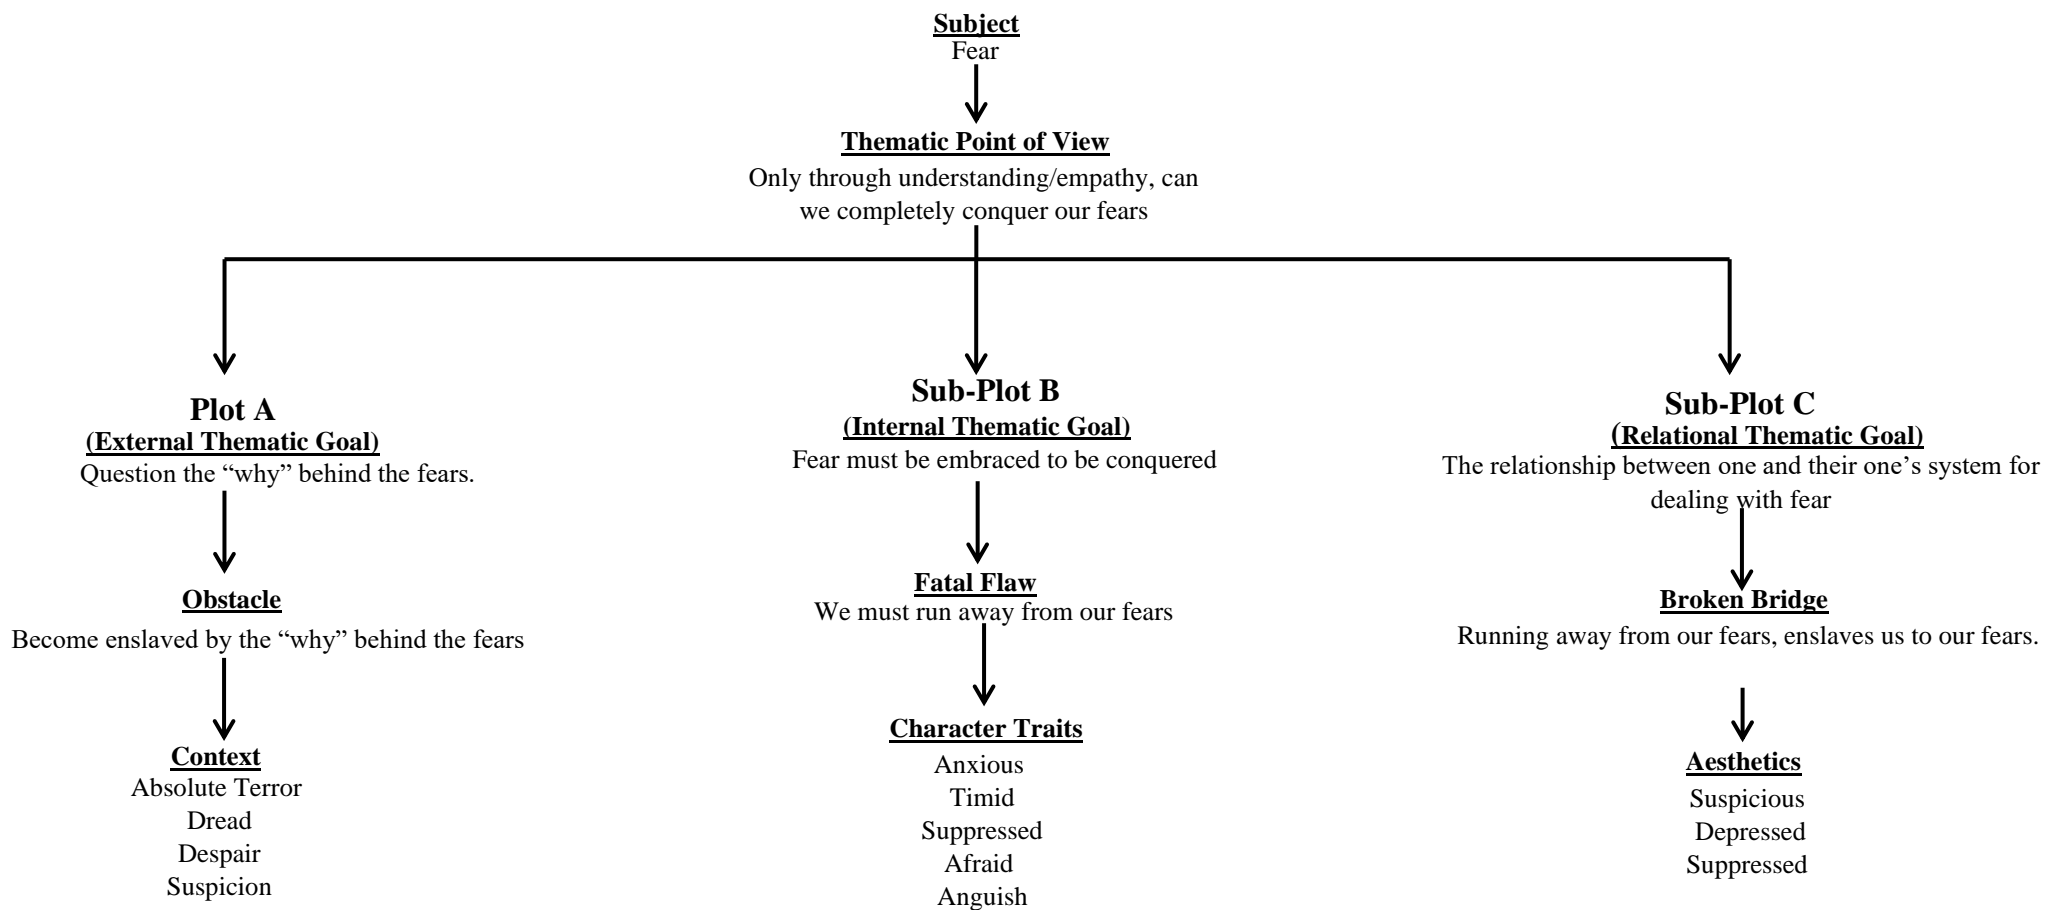 Subject
Fear
Thematic Point of View
Only through understanding/empathy, can
we completely conquer our fears
Plot A
(External Thematic Goal)
Question the “why” behind the fears.
Obstacle
Become enslaved by the “why” behind the fears
Context
Absolute Terror
Dread
Despair
Suspicion
Sub-Plot B
(Internal Thematic Goal)
Fear must be embraced to be conquered
Fatal Flaw
We must run away from our fears
Character Traits
Anxious
Timid
Suppressed
Afraid
Anguish
Sub-Plot C
(Relational Thematic Goal)
The relationship between one and their one’s system for
dealing with fear
Broken Bridge
Running away from our fears, enslaves us to our fears.
Aesthetics
Suspicious
Depressed
Suppressed